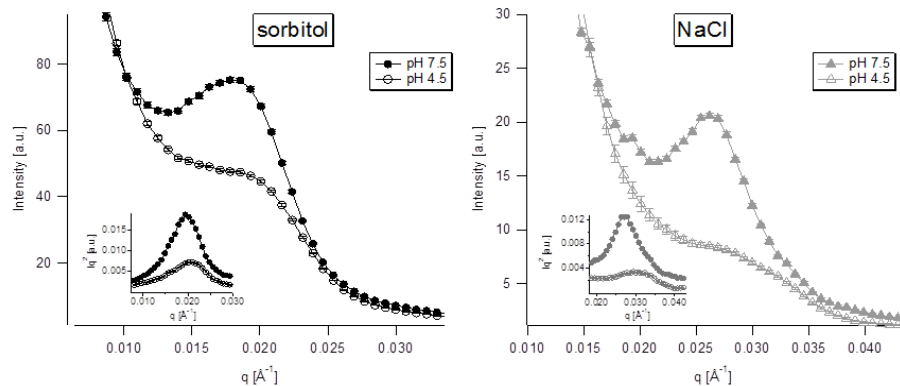 sorbitol
pH 7.5
pH 4.5
80
60
40
20
Intensity [a.u.]
0.010
0.015
0.020
0.025
0.030
q [Å⁻¹]
0.015
0.010
0.005
Iq² [a.u.]
0.010
0.020
0.030
q [Å⁻¹]
NaCl
pH 7.5
pH 4.5
30
25
20
15
10
5
Intensity [a.u.]
0.010
0.015
0.020
0.025
0.030
0.035
0.040
q [Å⁻¹]
0.012
0.008
0.004
Iq² [a.u.]
0.020
0.030
0.040
q [Å⁻¹]